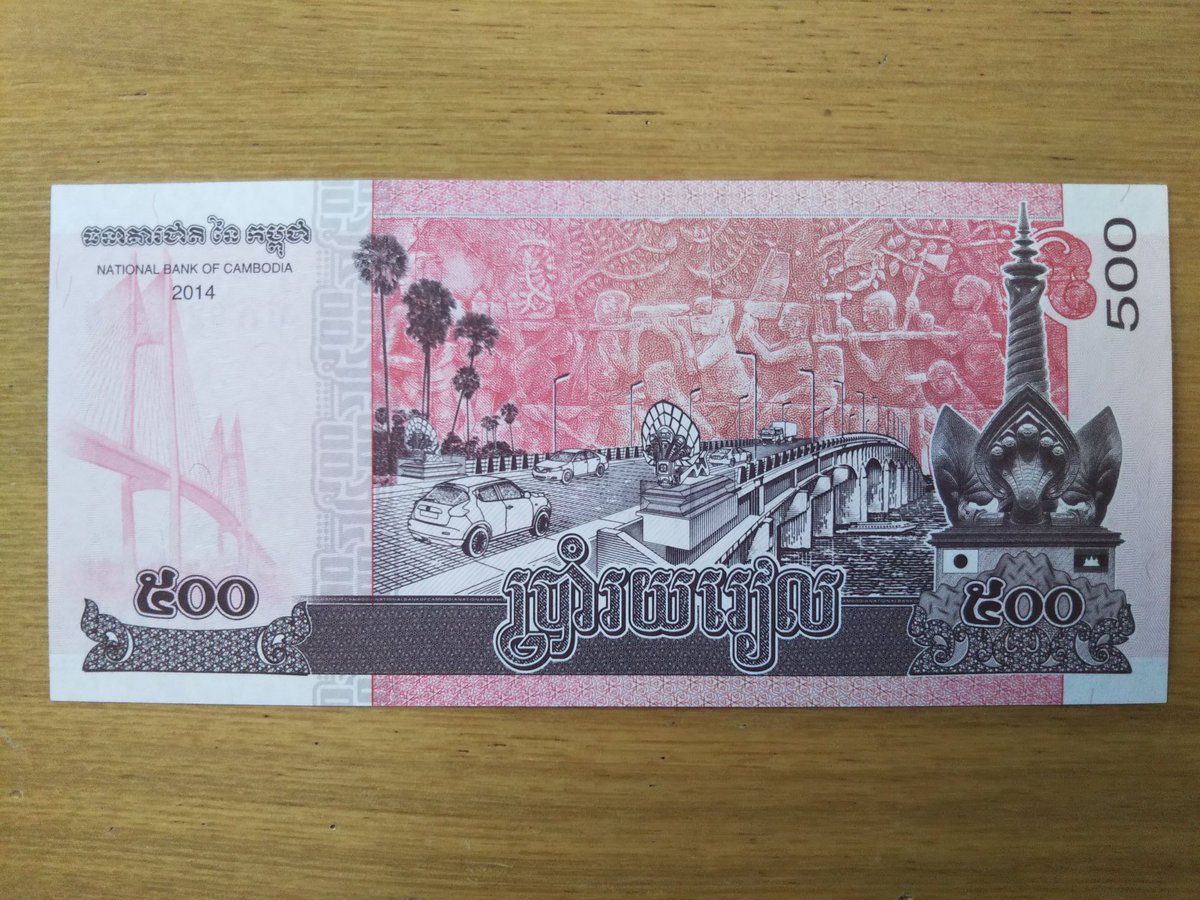 ធនាគារជាតិ នៃ កម្ពុជា
NATIONAL BANK OF CAMBODIA
2014
500
៥០០
ប្រាំរយរៀល
៥០០